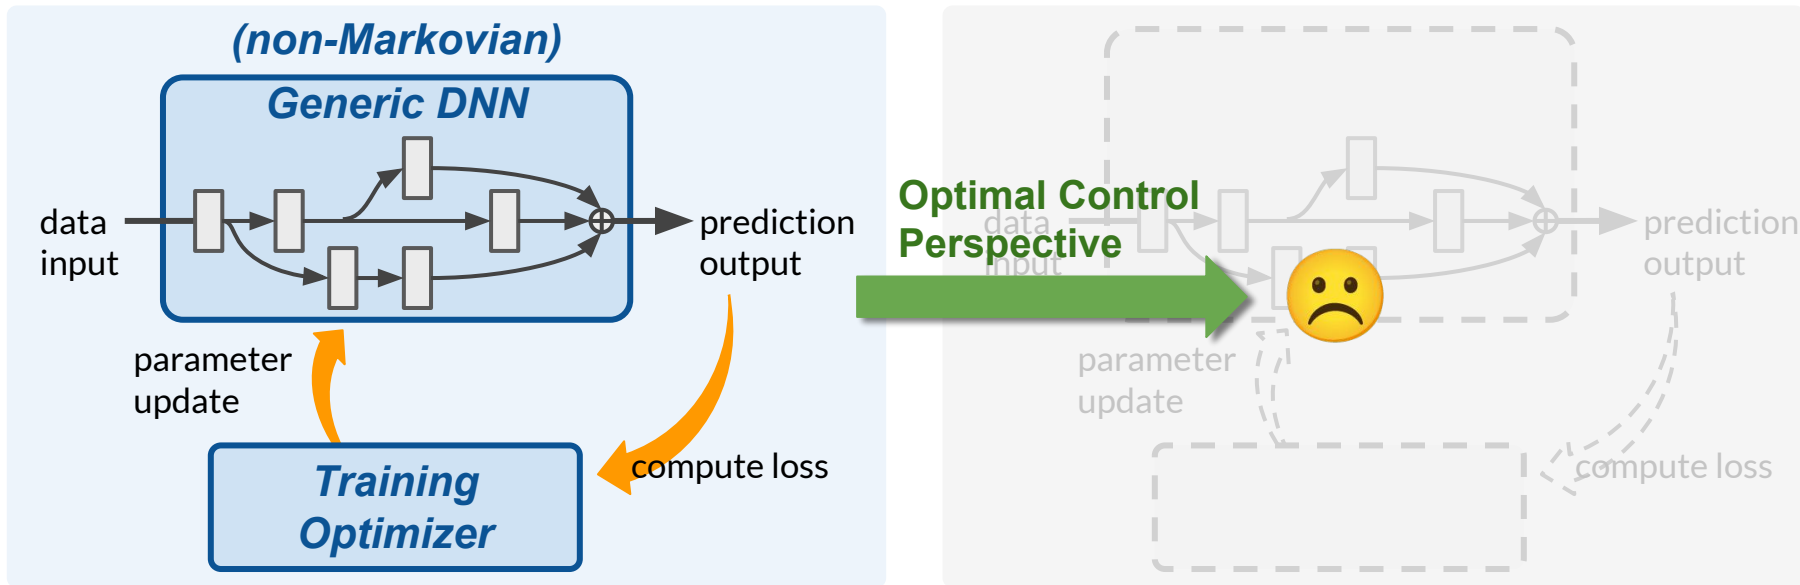 (non-Markovian)
Generic DNN
data
input
prediction
output
parameter
update
compute loss
Training
Optimizer
Optimal Control
Perspective
data
input
prediction
output
parameter
update
compute loss